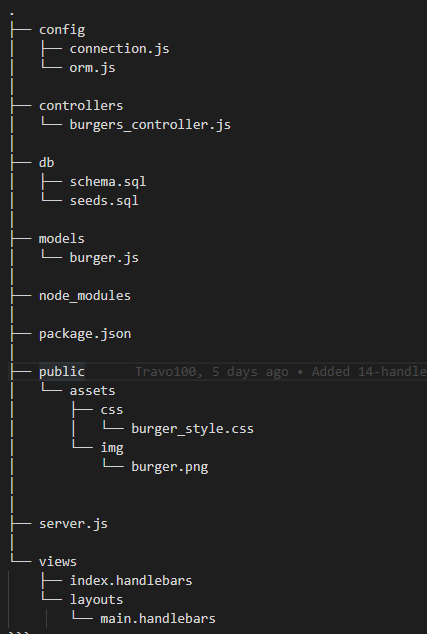 .
├── config
│   ├── connection.js
│   └── orm.js
│
├── controllers
│   └── burgers_controller.js
│
├── db
│   ├── schema.sql
│   └── seeds.sql
│
├── models
│   └── burger.js
│
├── node_modules
│
├── package.json
│
├── public Travo100, 5 days ago • Added 14-handle
│   └── assets
│       ├── css
│       │   └── burger_style.css
│       └── img
│           └── burger.png
│
│
├── server.js
│
└── views
    ├── index.handlebars
    └── layouts
        └── main.handlebars
```